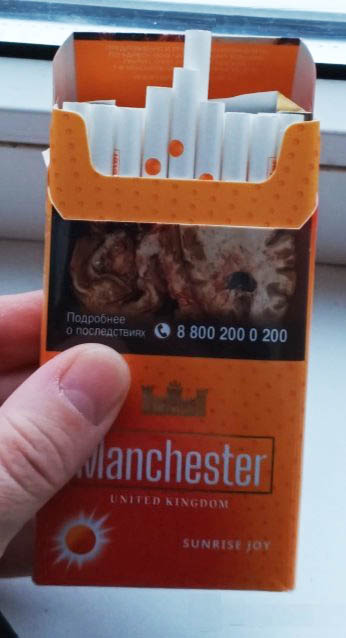 Подробнее
о последствиях 8 800 200 0 200
Manchester
UNITED KINGDOM
SUNRISE JOY